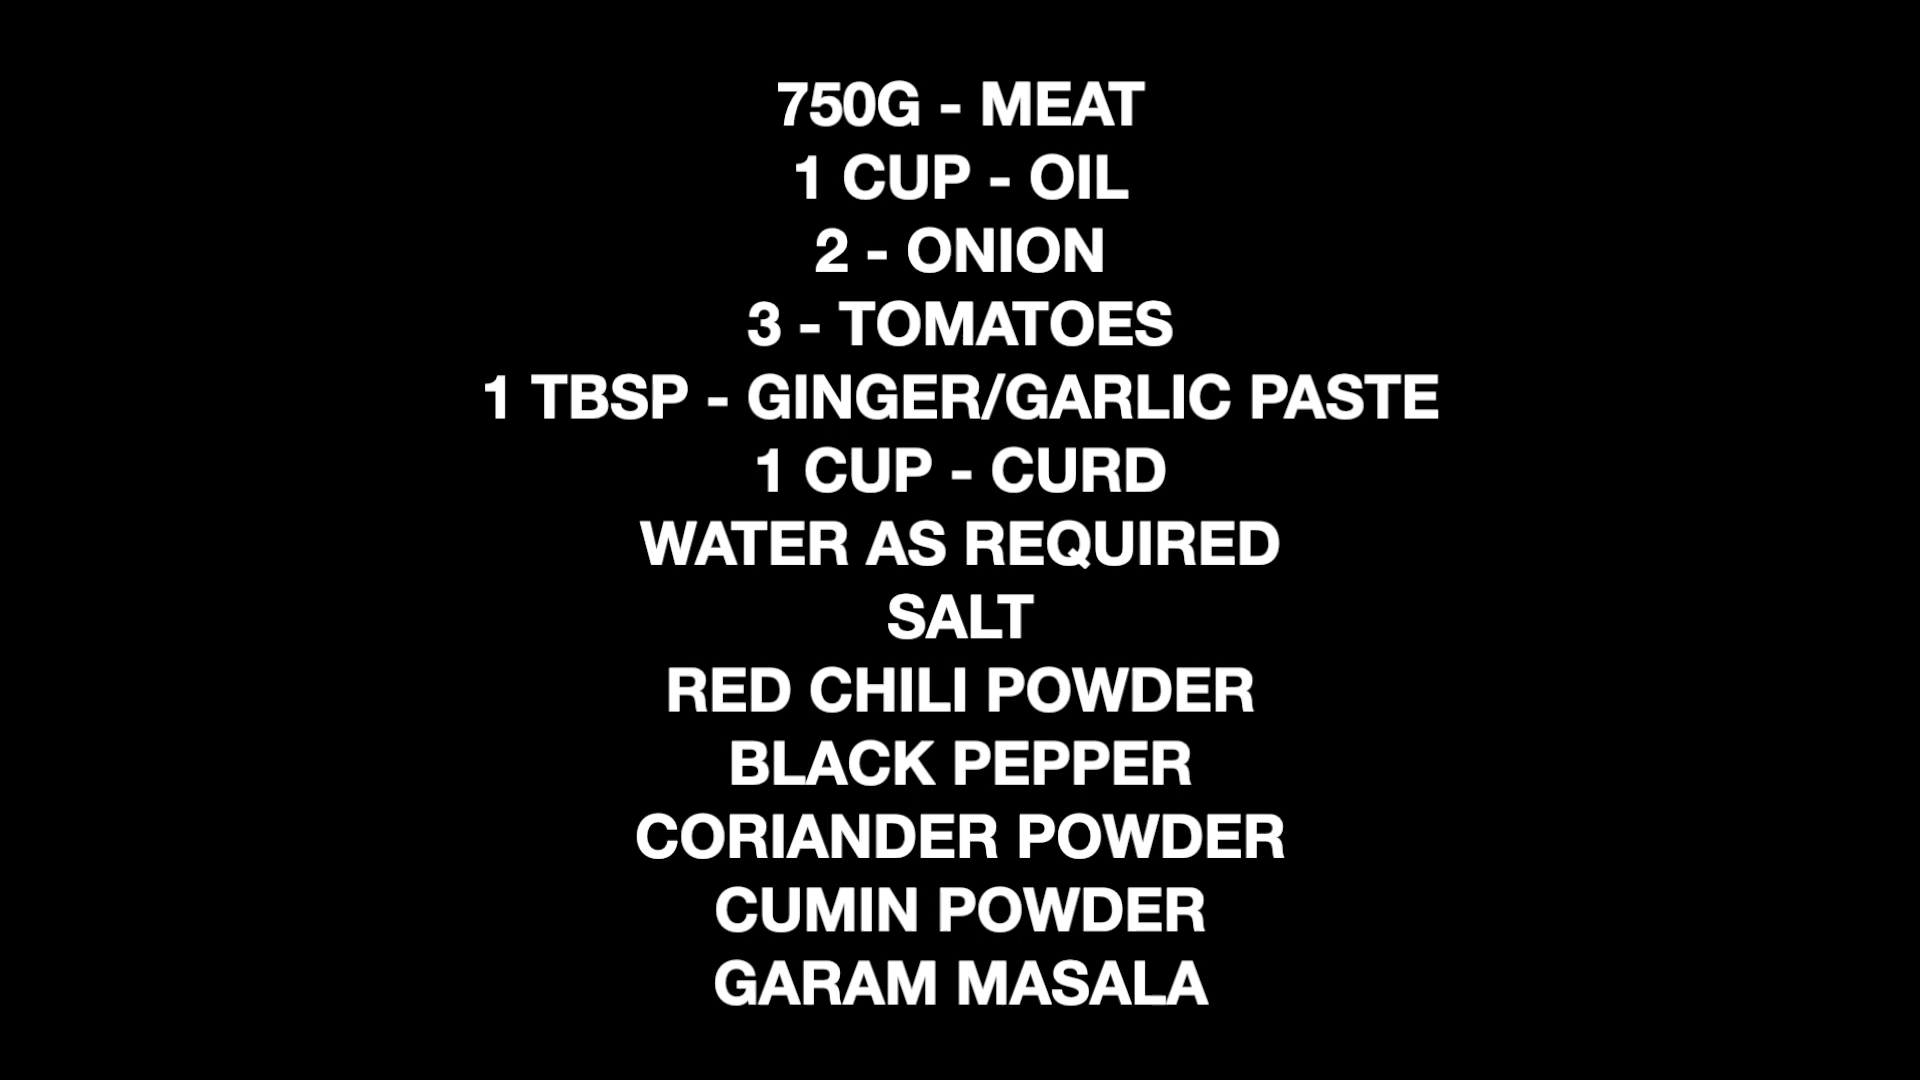 750G - MEAT
1 CUP - OIL
2 - ONION
3 - TOMATOES
1 TBSP - GINGER/GARLIC PASTE
1 CUP - CURD
WATER AS REQUIRED
SALT
RED CHILI POWDER
BLACK PEPPER
CORIANDER POWDER
CUMIN POWDER
GARAM MASALA